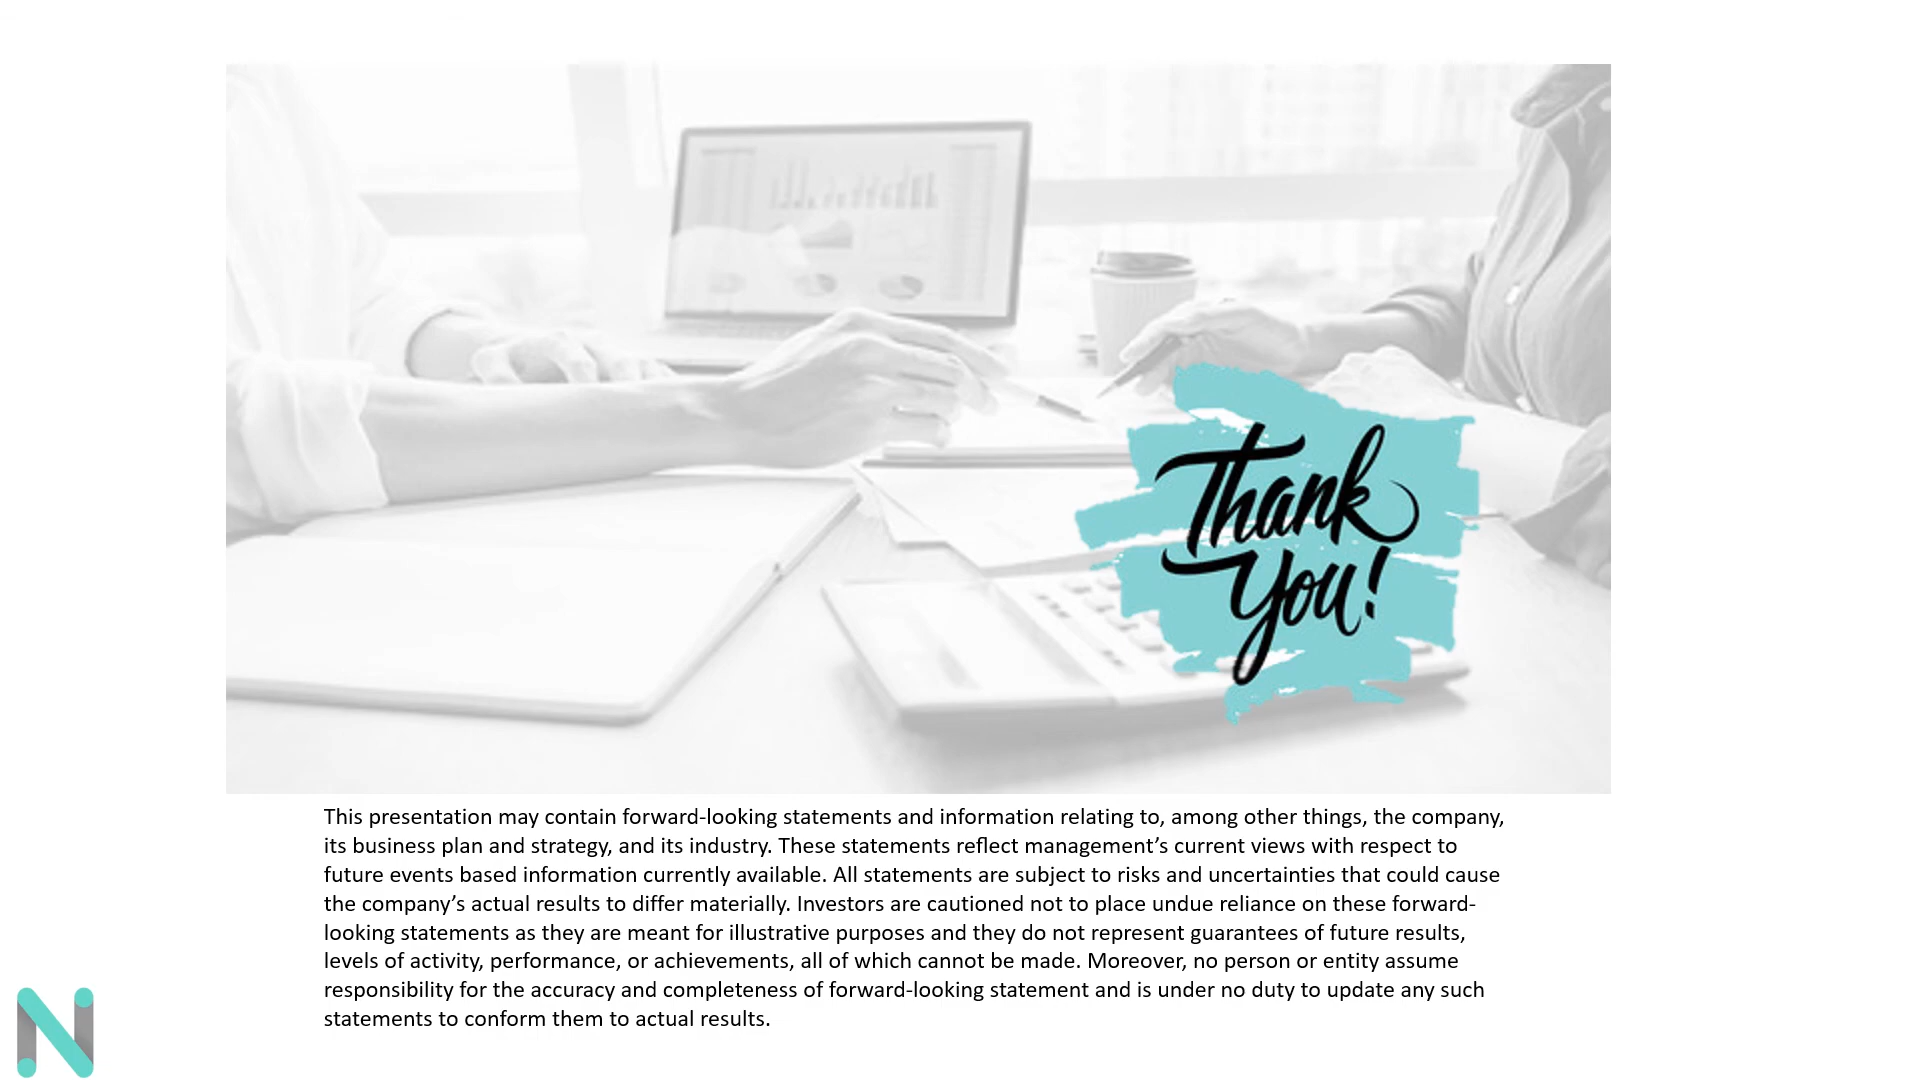 Thank
You!
This presentation may contain forward-looking statements and information relating to, among other things, the company,
its business plan and strategy, and its industry. These statements reflect management’s current views with respect to
future events based information currently available. All statements are subject to risks and uncertainties that could cause
the company’s actual results to differ materially. Investors are cautioned not to place undue reliance on these forward-
looking statements as they are meant for illustrative purposes and they do not represent guarantees of future results,
levels of activity, performance, or achievements, all of which cannot be made. Moreover, no person or entity assume
responsibility for the accuracy and completeness of forward-looking statement and is under no duty to update any such
statements to conform them to actual results.
N